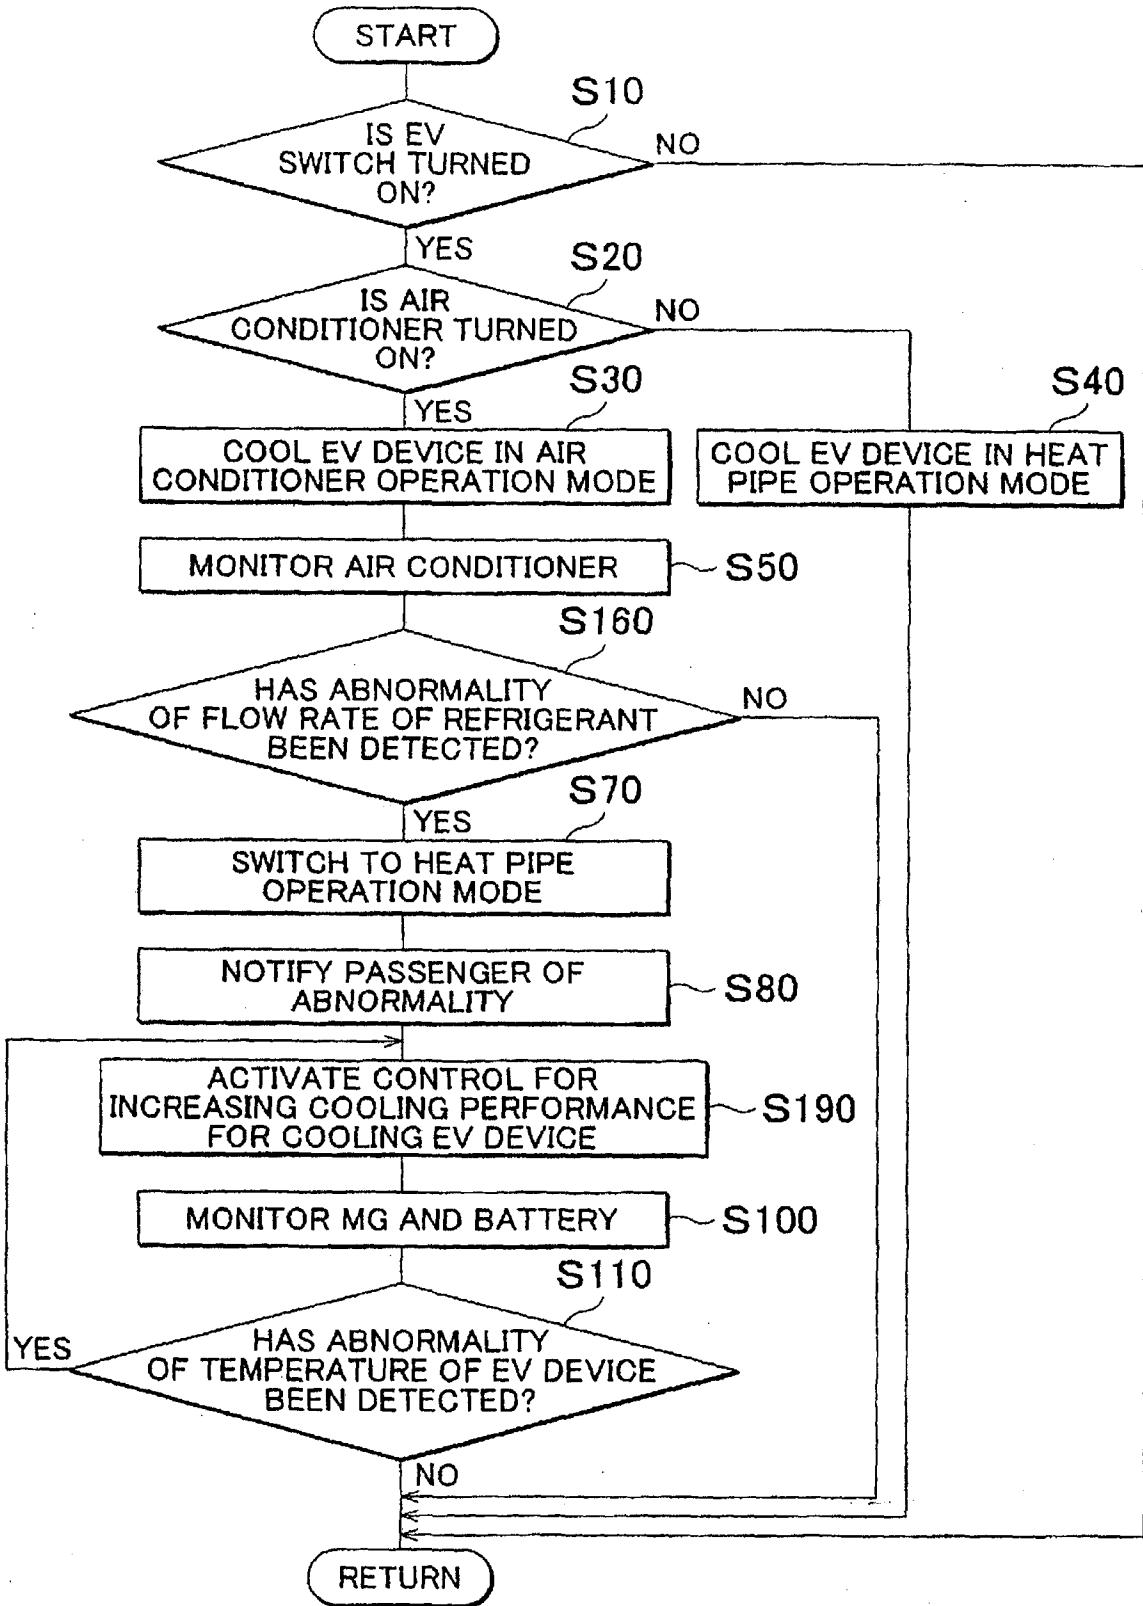 START
S10
IS EV
SWITCH TURNED
ON?
NO
YES
S20
IS AIR
CONDITIONER TURNED
ON?
NO
YES
S30
COOL EV DEVICE IN AIR
CONDITIONER OPERATION MODE
S40
COOL EV DEVICE IN HEAT
PIPE OPERATION MODE
MONITOR AIR CONDITIONER
S50
S160
HAS ABNORMALITY
OF FLOW RATE OF REFRIGERANT
BEEN DETECTED?
NO
YES
S70
SWITCH TO HEAT PIPE
OPERATION MODE
NOTIFY PASSENGER OF
ABNORMALITY
S80
ACTIVATE CONTROL FOR
INCREASING COOLING PERFORMANCE
FOR COOLING EV DEVICE
S190
MONITOR MG AND BATTERY
S100
S110
HAS ABNORMALITY
OF TEMPERATURE OF EV DEVICE
BEEN DETECTED?
YES
NO
RETURN